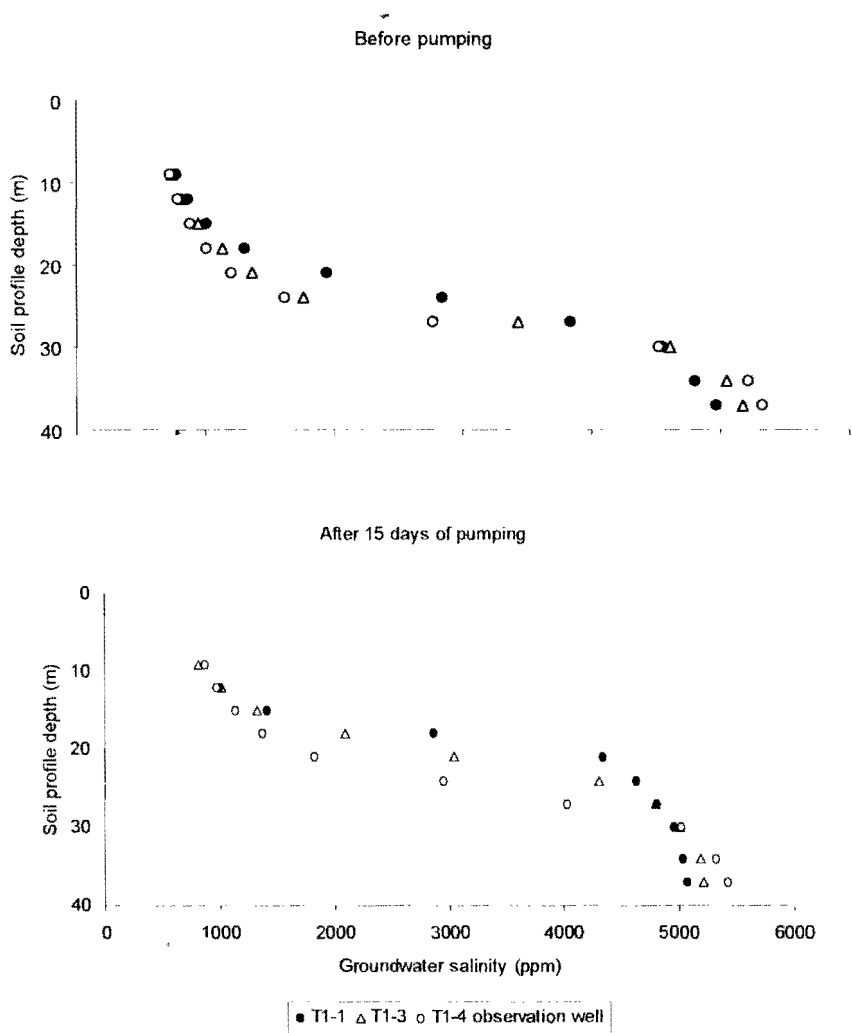 Before pumping
0
10
20
30
40
Soil profile depth (m)
After 15 days of pumping
0
10
20
30
40
Soil profile depth (m)
0 1000 2000 3000 4000 5000 6000
Groundwater salinity (ppm)
● T1-1 △ T1-3 ○ T1-4 observation well